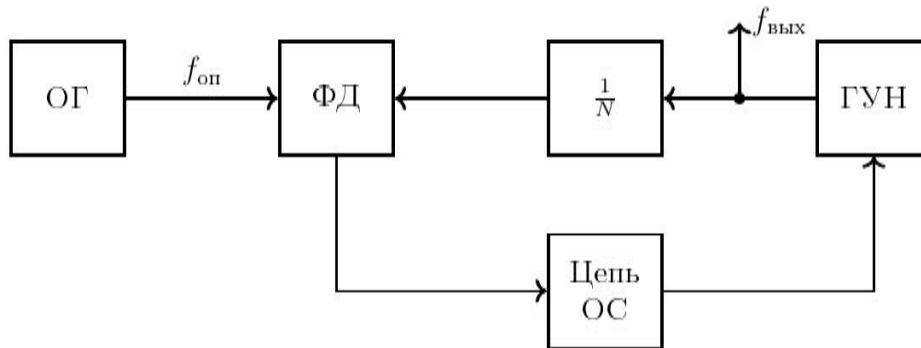 f_вых
f_оп
ОГ
ФД
1/N
ГУН
Цепь
ОС